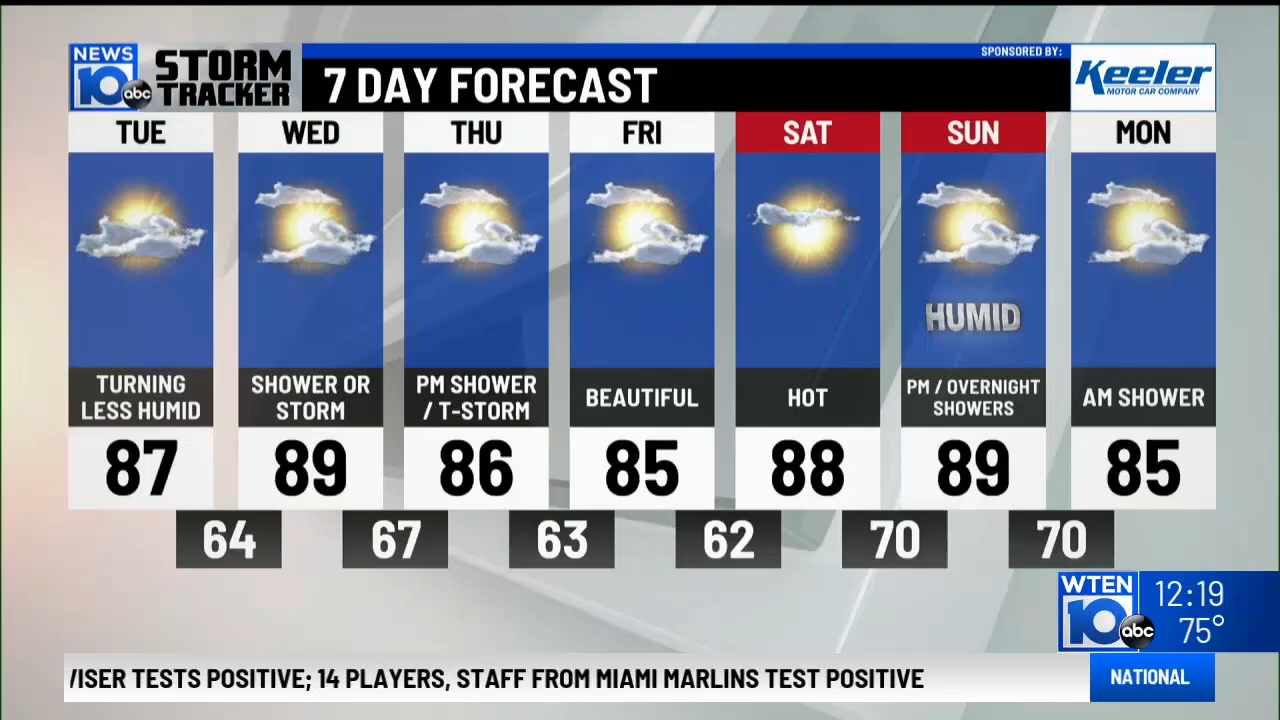 NEWS
10
abc
STORM
TRACKER
7 DAY FORECAST
SPONSORED BY:
Keeler
MOTOR CAR COMPANY
TUE
WED
THU
FRI
SAT
SUN
MON
HUMID
TURNING
LESS HUMID
SHOWER OR
STORM
PM SHOWER
/ T-STORM
BEAUTIFUL
HOT
PM / OVERNIGHT
SHOWERS
AM SHOWER
87
89
86
85
88
89
85
64
67
63
62
70
70
WTEN
10
abc
12:19
75°
VISER TESTS POSITIVE; 14 PLAYERS, STAFF FROM MIAMI MARLINS TEST POSITIVE
NATIONAL